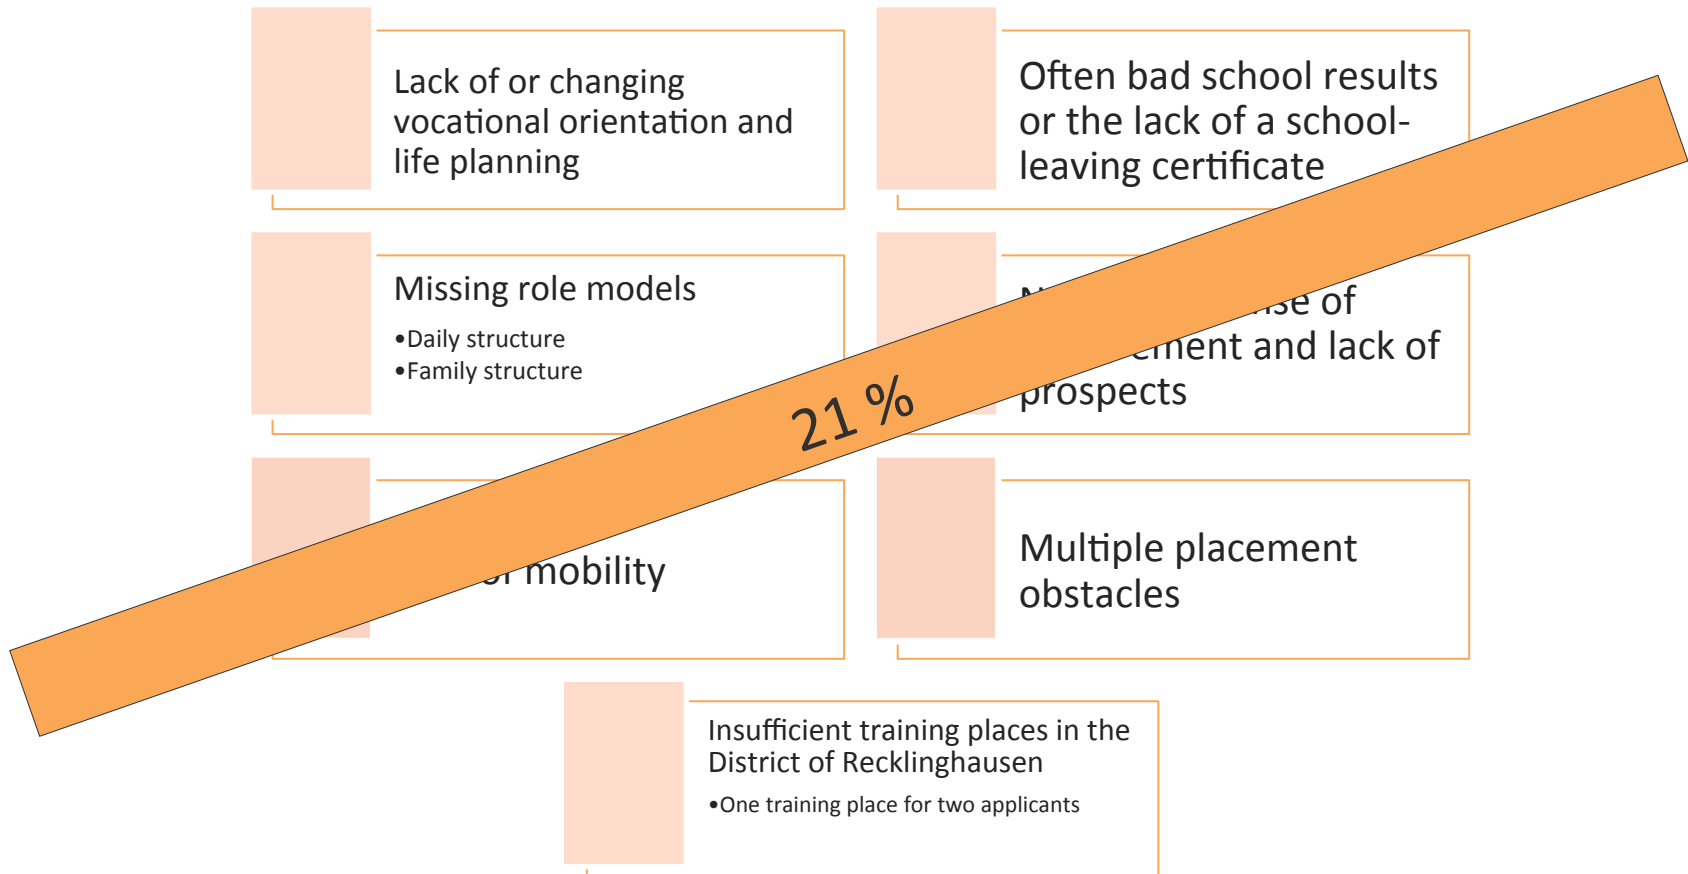 Lack of or changing
vocational orientation and
life planning
Often bad school results
or the lack of a school-
leaving certificate
Missing role models
•Daily structure
•Family structure
of
and lack of
prospects
21 %
mobility
Multiple placement
obstacles
Insufficient training places in the
District of Recklinghausen
•One training place for two applicants